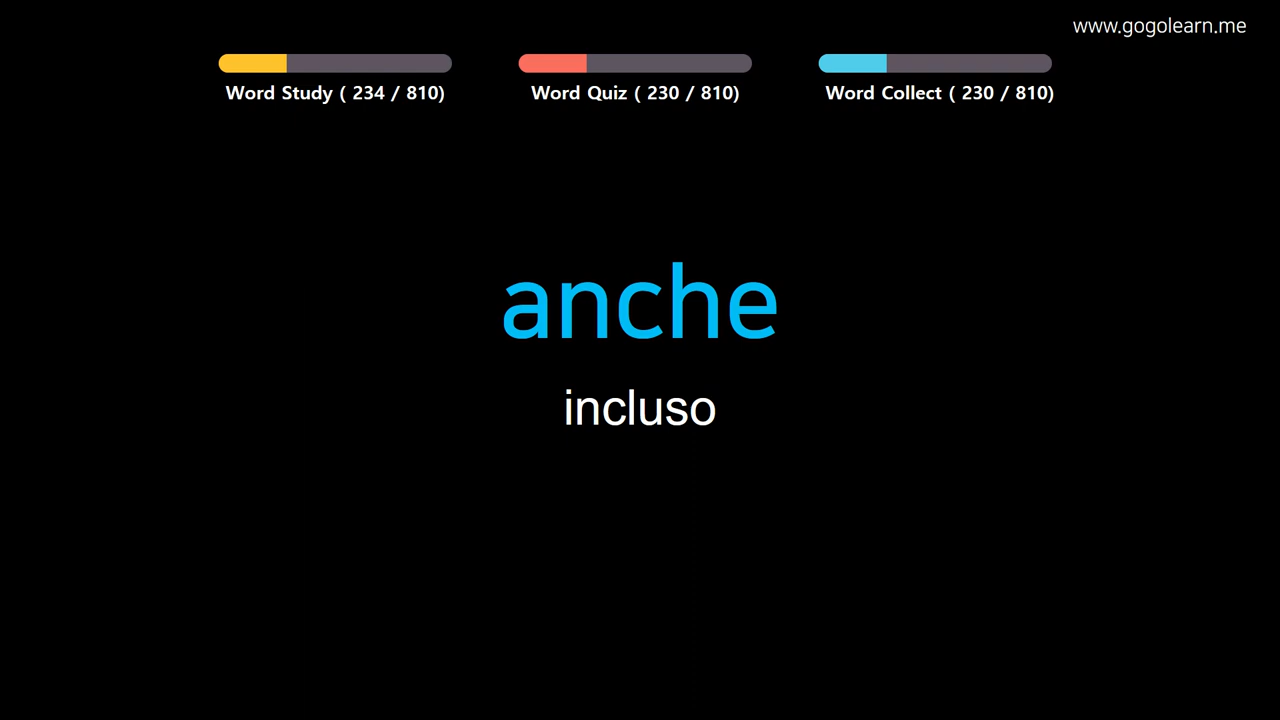 www.gogolearn.me
Word Study ( 234 / 810)
Word Quiz ( 230 / 810)
Word Collect ( 230 / 810)
anche
incluso